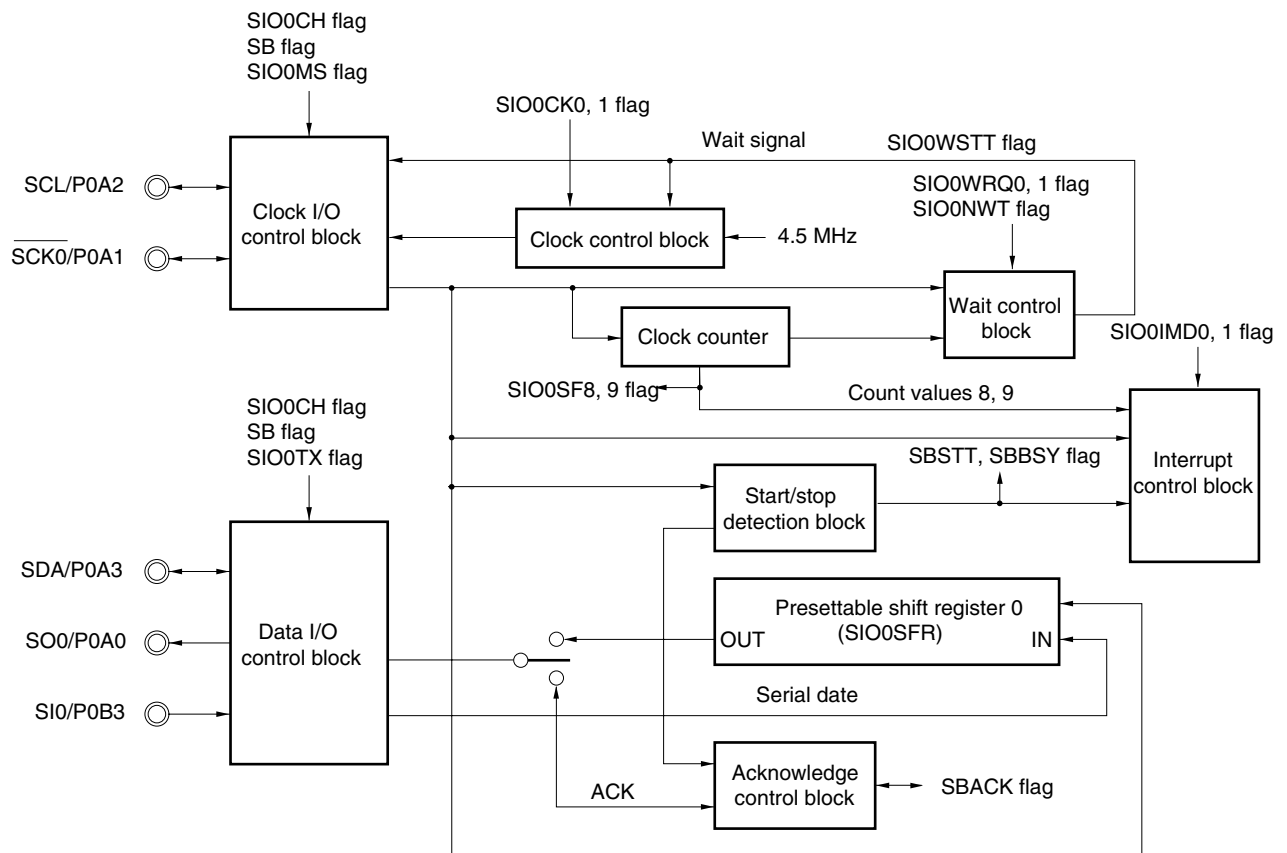 SIO0CH flag
SB flag
SIO0MS flag
SIO0CK0, 1 flag
Wait signal
SIO0WSTT flag
SCL/P0A2
SIO0WRQ0, 1 flag
SIO0NWT flag
Clock I/O
control block
Clock control block
4.5 MHz
SCK0/P0A1
Wait control
block
Clock counter
SIO0IMD0, 1 flag
SIO0SF8, 9 flag
Count values 8, 9
SIO0CH flag
SB flag
SIO0TX flag
SBSTT, SBBSY flag
Interrupt
control block
Start/stop
detection block
SDA/P0A3
Presettable shift register 0
(SIO0SFR)
OUT
IN
SO0/P0A0
Data I/O
control block
SI0/P0B3
Serial date
Acknowledge
control block
ACK
SBACK flag